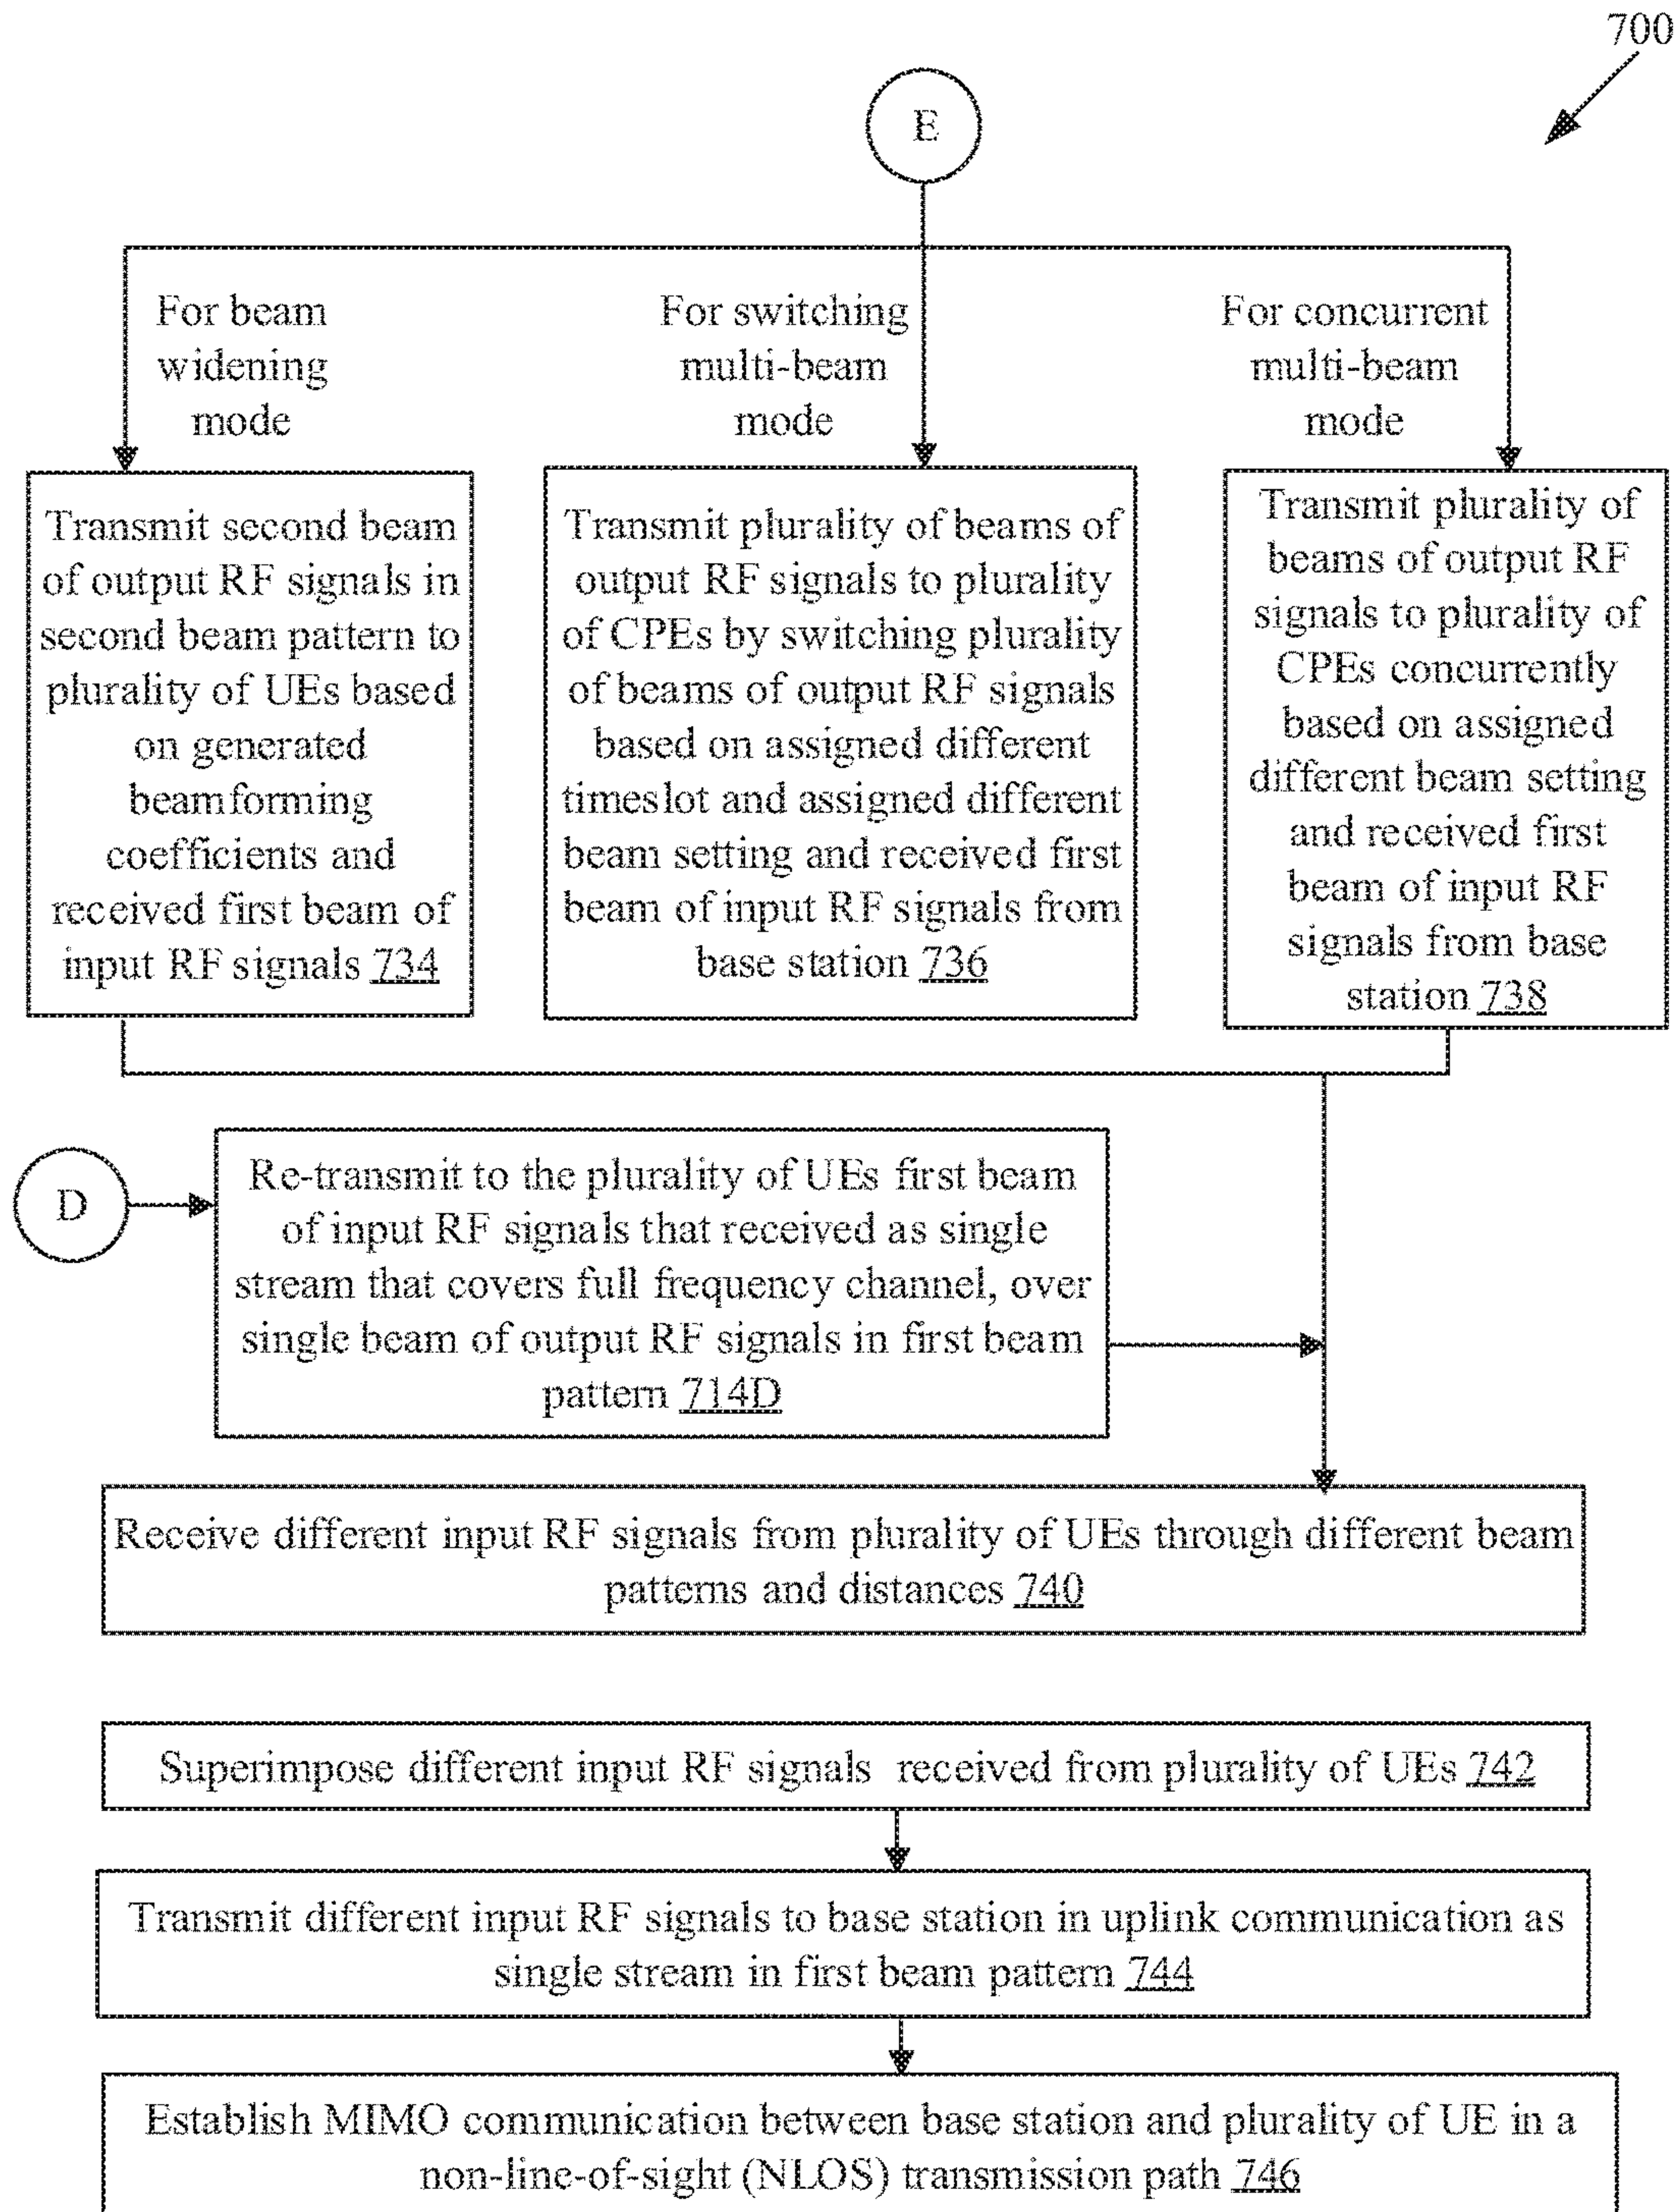 700
E
For beam
widening
mode
For switching
multi-beam
mode
For concurrent
multi-beam
mode
Transmit second beam
of output RF signals in
second beam pattern to
plurality of UEs based
on generated
beamforming
coefficients and
received first beam of
input RF signals 734
Transmit plurality of beams of
output RF signals to plurality
of CPEs by switching plurality
of beams of output RF signals
based on assigned different
timeslot and assigned different
beam setting and received first
beam of input RF signals from
base station 736
Transmit plurality of
beams of output RF
signals to plurality of
CPEs concurrently
based on assigned
different beam setting
and received first
beam of input RF
signals from base
station 738
D
Re-transmit to the plurality of UEs first beam
of input RF signals that received as single
stream that covers full frequency channel, over
single beam of output RF signals in first beam
pattern 714D
Receive different input RF signals from plurality of UEs through different beam
patterns and distances 740
Superimpose different input RF signals received from plurality of UEs 742
Transmit different input RF signals to base station in uplink communication as
single stream in first beam pattern 744
Establish MIMO communication between base station and plurality of UE in a
non-line-of-sight (NLOS) transmission path 746